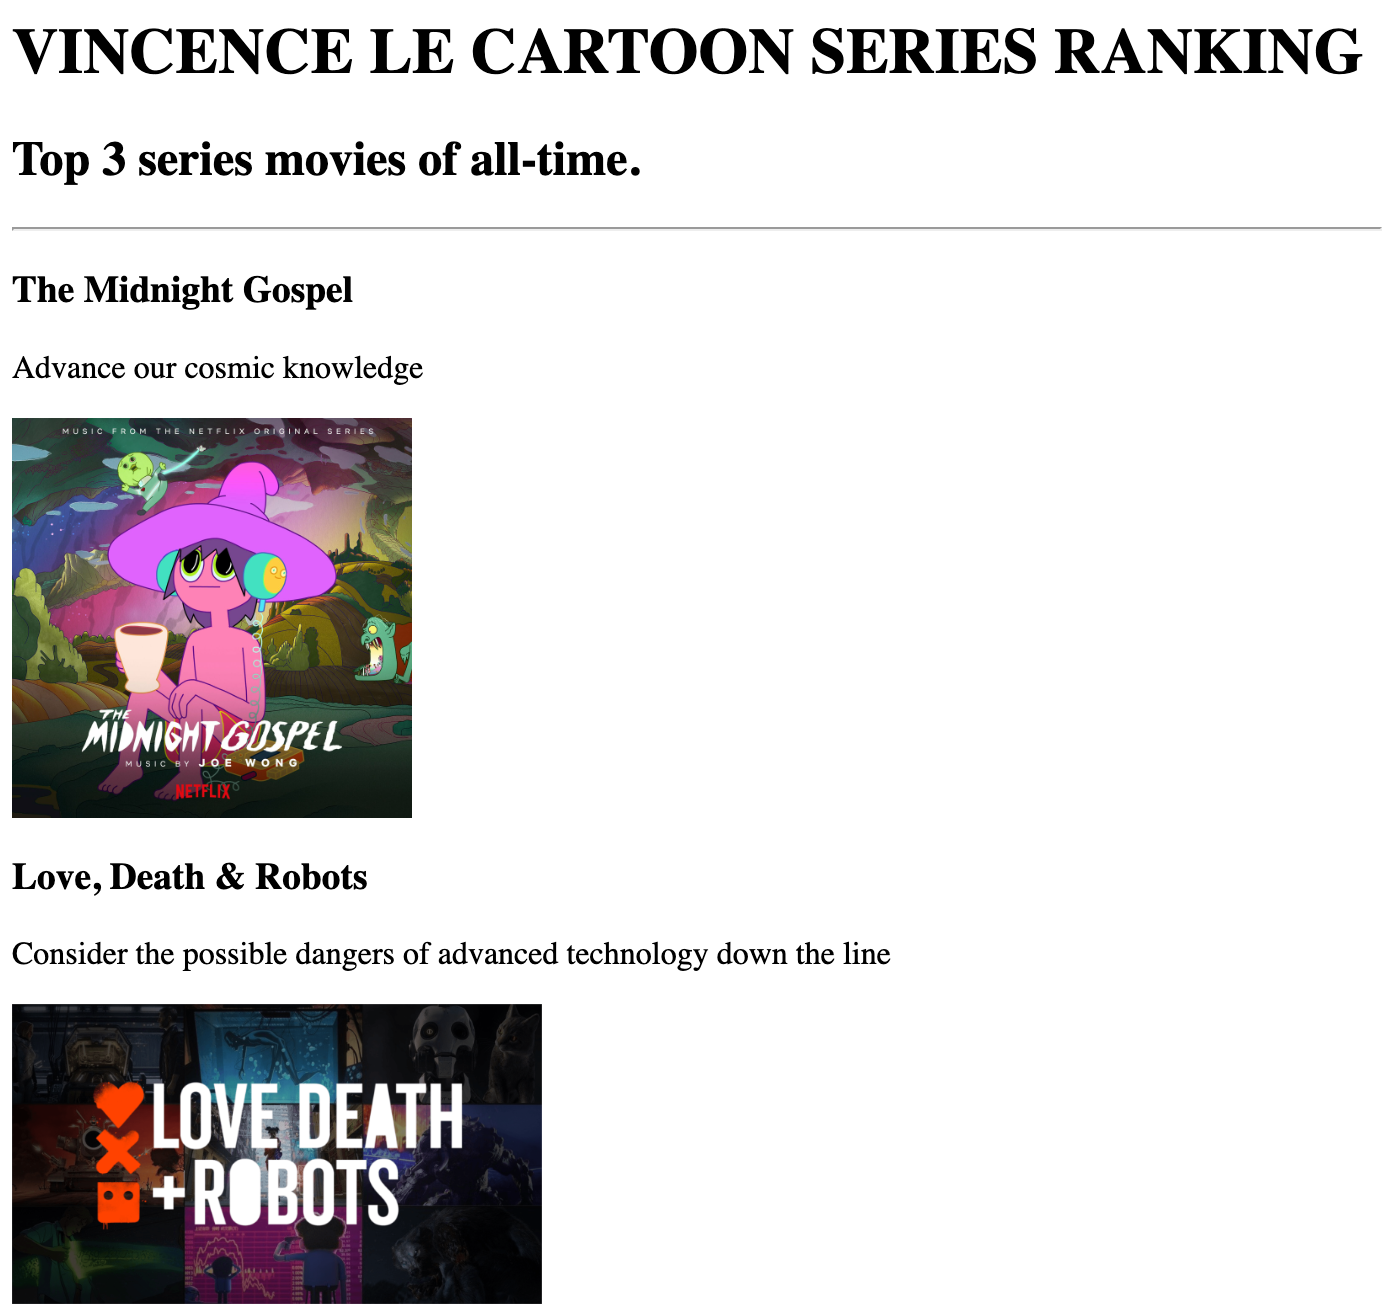 VINCENCE LE CARTOON SERIES RANKING
Top 3 series movies of all-time.
The Midnight Gospel
Advance our cosmic knowledge
MUSIC FROM THE NETFLIX ORIGINAL SERIES
THE
MIDNIGHT GOSPEL
MUSIC BY JOE WONG
NETFLIX
Love, Death & Robots
Consider the possible dangers of advanced technology down the line
LOVE DEATH
+ROBOTS